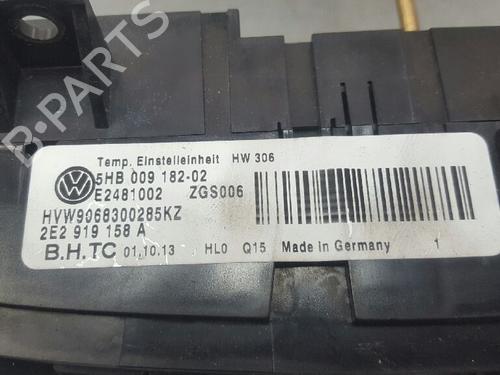 B-PARTS
Temp. Einstelleinheit HW 306
5HB 009 182-02
E2481002 ZGS006
HVW9068300285KZ
2E2 919 158 A
B.H.TC 01.10.13 HL0 Q15 Made in Germany 1